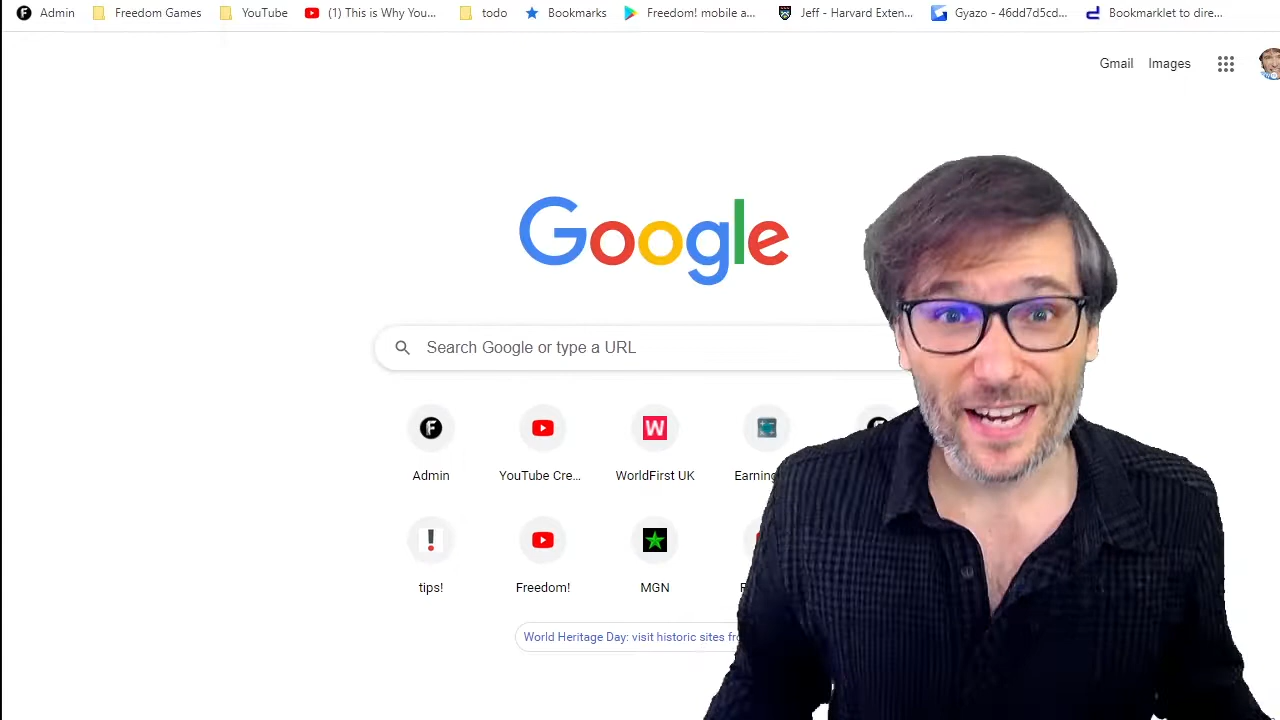 Admin Freedom Games YouTube (1) This is Why You... todo Bookmarks Freedom! mobile a... Jeff - Harvard Exten... Gyazo - 46dd7d5cd... Bookmarklet to dire...
Gmail Images
Google
Search Google or type a URL
F W
Admin YouTube Cre... WorldFirst UK Earning
!
tips! Freedom! MGN
World Heritage Day: visit historic sites fro